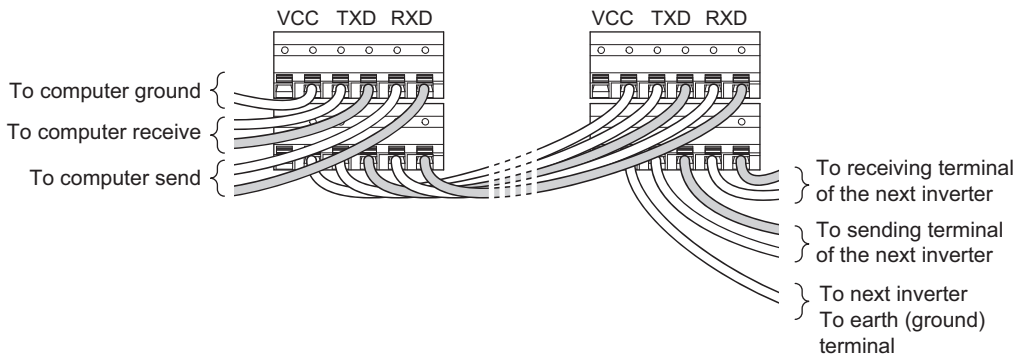 VCC TXD RXD
VCC TXD RXD
To computer ground
To computer receive
To computer send
To receiving terminal
of the next inverter
To sending terminal
of the next inverter
To next inverter
To earth (ground)
terminal